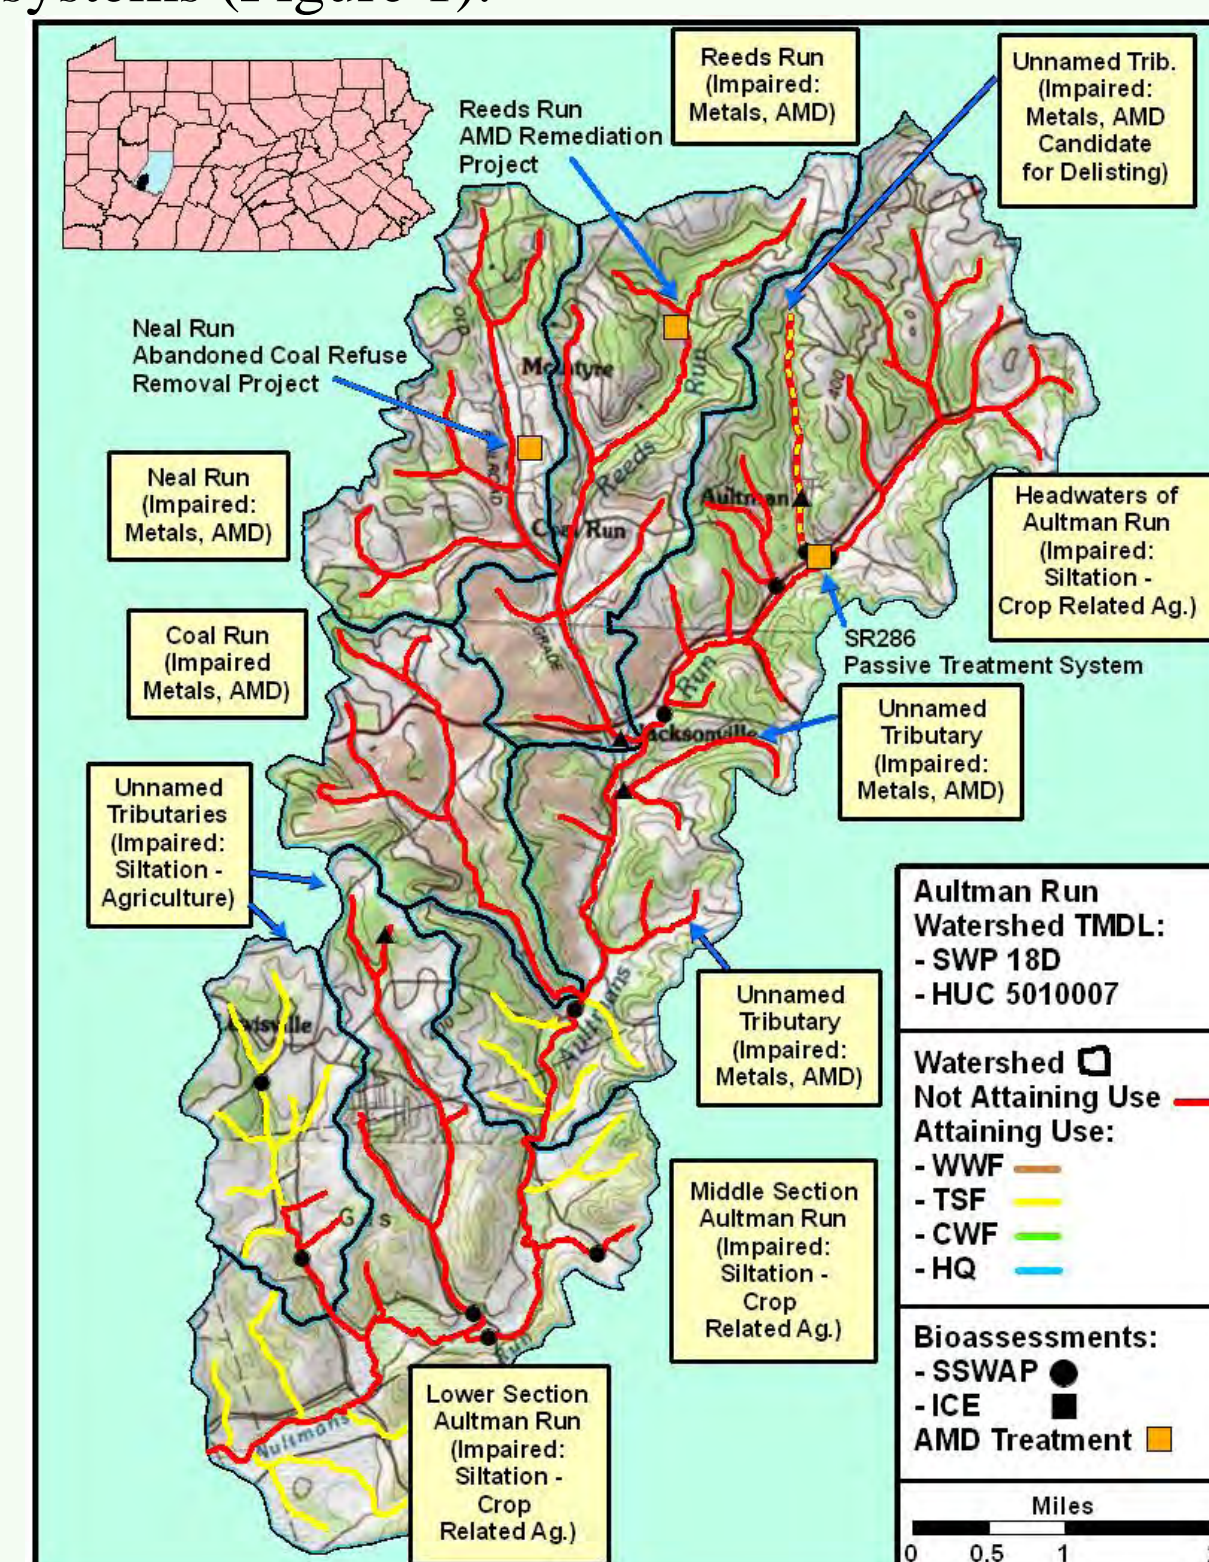 systems (Figure 1).
Reeds Run
(Impaired:
Metals, AMD)
Unnamed Trib.
(Impaired:
Metals, AMD
Candidate
for Delisting)
Reeds Run
AMD Remediation
Project
Neal Run
Abandoned Coal Refuse
Removal Project
McIntyre
Run
Reeds
400
Neal Run
(Impaired:
Metals, AMD)
Aultman
Coal Run
Headwaters of
Aultman Run
(Impaired:
Siltation -
Crop Related Ag.)
Coal Run
(Impaired
Metals, AMD)
GRADE
SR286
Passive Treatment System
Run
Jacksonville
Unnamed
Tributary
(Impaired:
Metals, AMD)
Unnamed
Tributaries
(Impaired:
Siltation -
Agriculture)
Unnamed
Tributary
(Impaired:
Metals, AMD)
Aultmans
Middle Section
Aultman Run
(Impaired:
Siltation -
Crop
Related Ag.)
Run
Lower Section
Aultman Run
(Impaired:
Siltation -
Crop
Related Ag.)
Aultman Run
Watershed TMDL:
- SWP 18D
- HUC 5010007
Watershed
Not Attaining Use
Attaining Use:
- WWF
- TSF
- CWF
- HQ
Bioassessments:
- SSWAP
- ICE
AMD Treatment
Miles
0 0.5 1